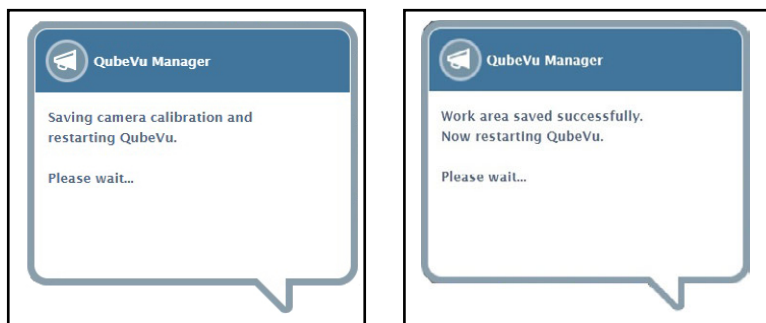 QubeVu Manager
Saving camera calibration and
restarting QubeVu.
Please wait...
QubeVu Manager
Work area saved successfully.
Now restarting QubeVu.
Please wait...